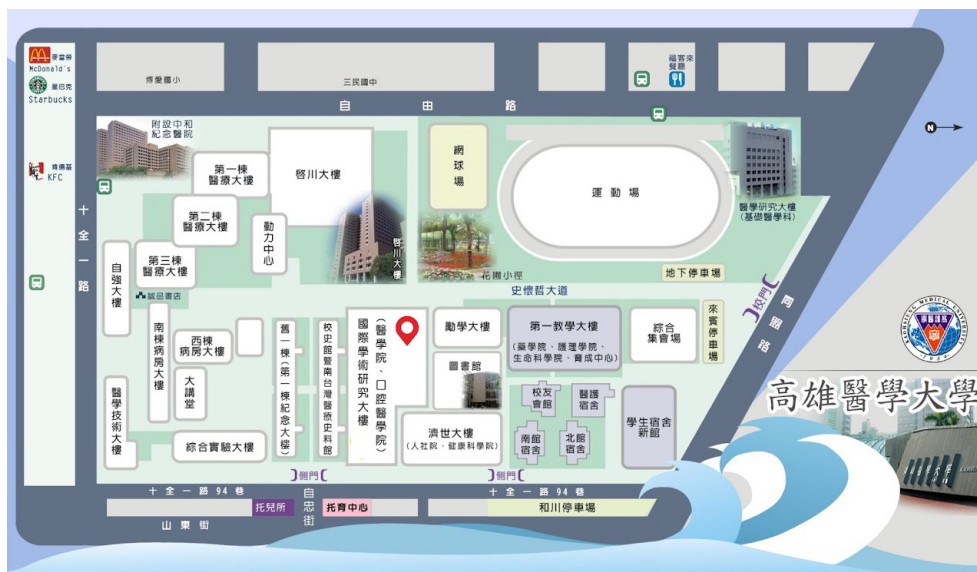 麥當勞
McDonald's
星巴克
Starbucks
肯德基
KFC
博愛國小
三民國中
福客來
餐廳
自由路
N
附設中和
紀念醫院
第一棟
醫療大樓
啓川大樓
網
球
場
運動場
醫學研究大樓
(基礎醫學科)
十全一路
第二棟
醫療大樓
動力中心
啓川大樓
花圃小徑
地下停車場
自強大樓
第三棟
醫療大樓
誠品書店
史懷哲大道
校門
同盟路
南棟病房大樓
西棟
病房大樓
大講堂
舊一棟(第一棟紀念大樓)
校史館暨南台灣醫療史料館
國際學術研究大樓
(醫學院、口腔醫學院)
勵學大樓
圖書館
第一教學大樓
(藥學院、護理學院、
生命科學院、育成中心)
綜合
集會場
來賓停車場
KAOHSIUNG MEDICAL UNIVERSITY
1954
高雄醫學大學
醫學技術大樓
綜合實驗大樓
濟世大樓
(人社院、健康科學院)
校友
會館
醫護
宿舍
南館
宿舍
北館
宿舍
學生宿舍
新館
側門
側門
十全一路94巷
自忠街
十全一路94巷
托兒所
托育中心
和川停車場
山東街